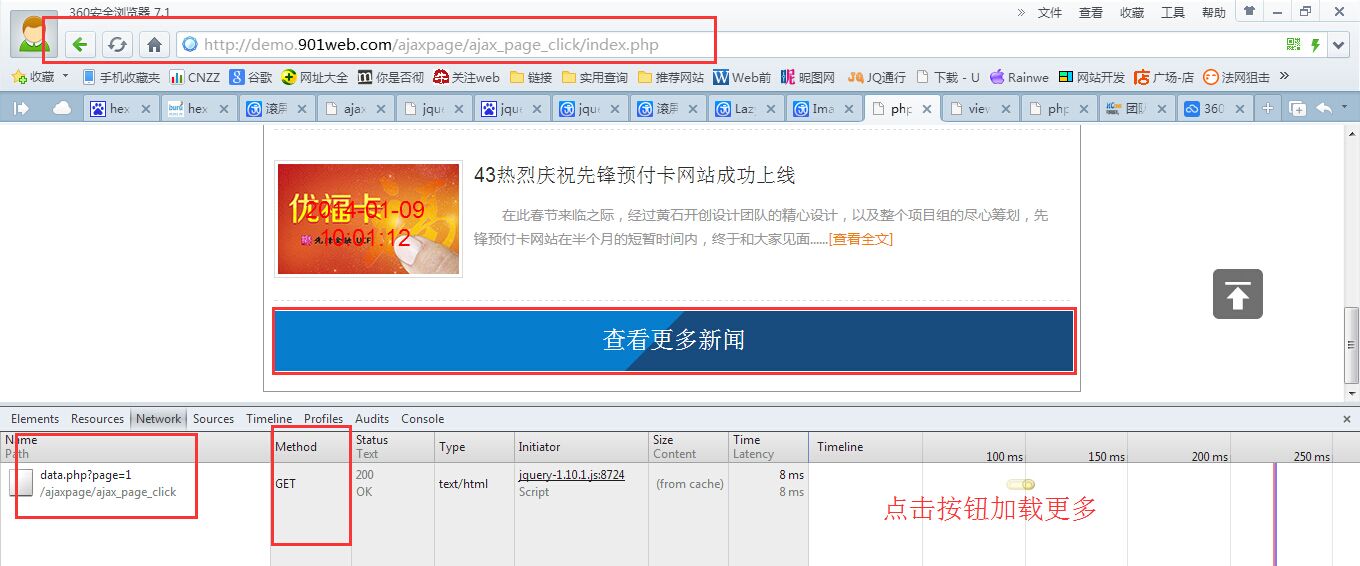 360安全浏览器 7.1
» 文件 查看 收藏 工具 帮助
http://demo.901web.com/ajaxpage/ajax_page_click/index.php
收藏 手机收藏夹 CNZZ 谷歌 网址大全 你是否彻 关注web 链接 实用查询 推荐网站 Web前 昵图网 JQ通行 下载 - U Rainwe 网站开发 广场-店 法网狙击 »
hex hex 滚屏 ajax jque jque jque 滚屏 Lazy Ima php view php 团队 360
43热烈庆祝先锋预付卡网站成功上线
优福卡
2014-01-09
10:01:12
在此春节来临之际，经过黄石开创设计团队的精心设计，以及整个项目组的尽心筹划，先
锋预付卡网站在半个月的短暂时间内，终于和大家见面......[查看全文]
查看更多新闻
Elements Resources Network Sources Timeline Profiles Audits Console
Name Method Status Type Initiator Size Time Timeline
Path Text Content Latency 100 ms 150 ms 200 ms 250 ms
data.php?page=1 GET 200 text/html jquery-1.10.1.js:8724 (from cache) 8 ms
/ajaxpage/ajax_page_click OK Script 8 ms
点击按钮加载更多